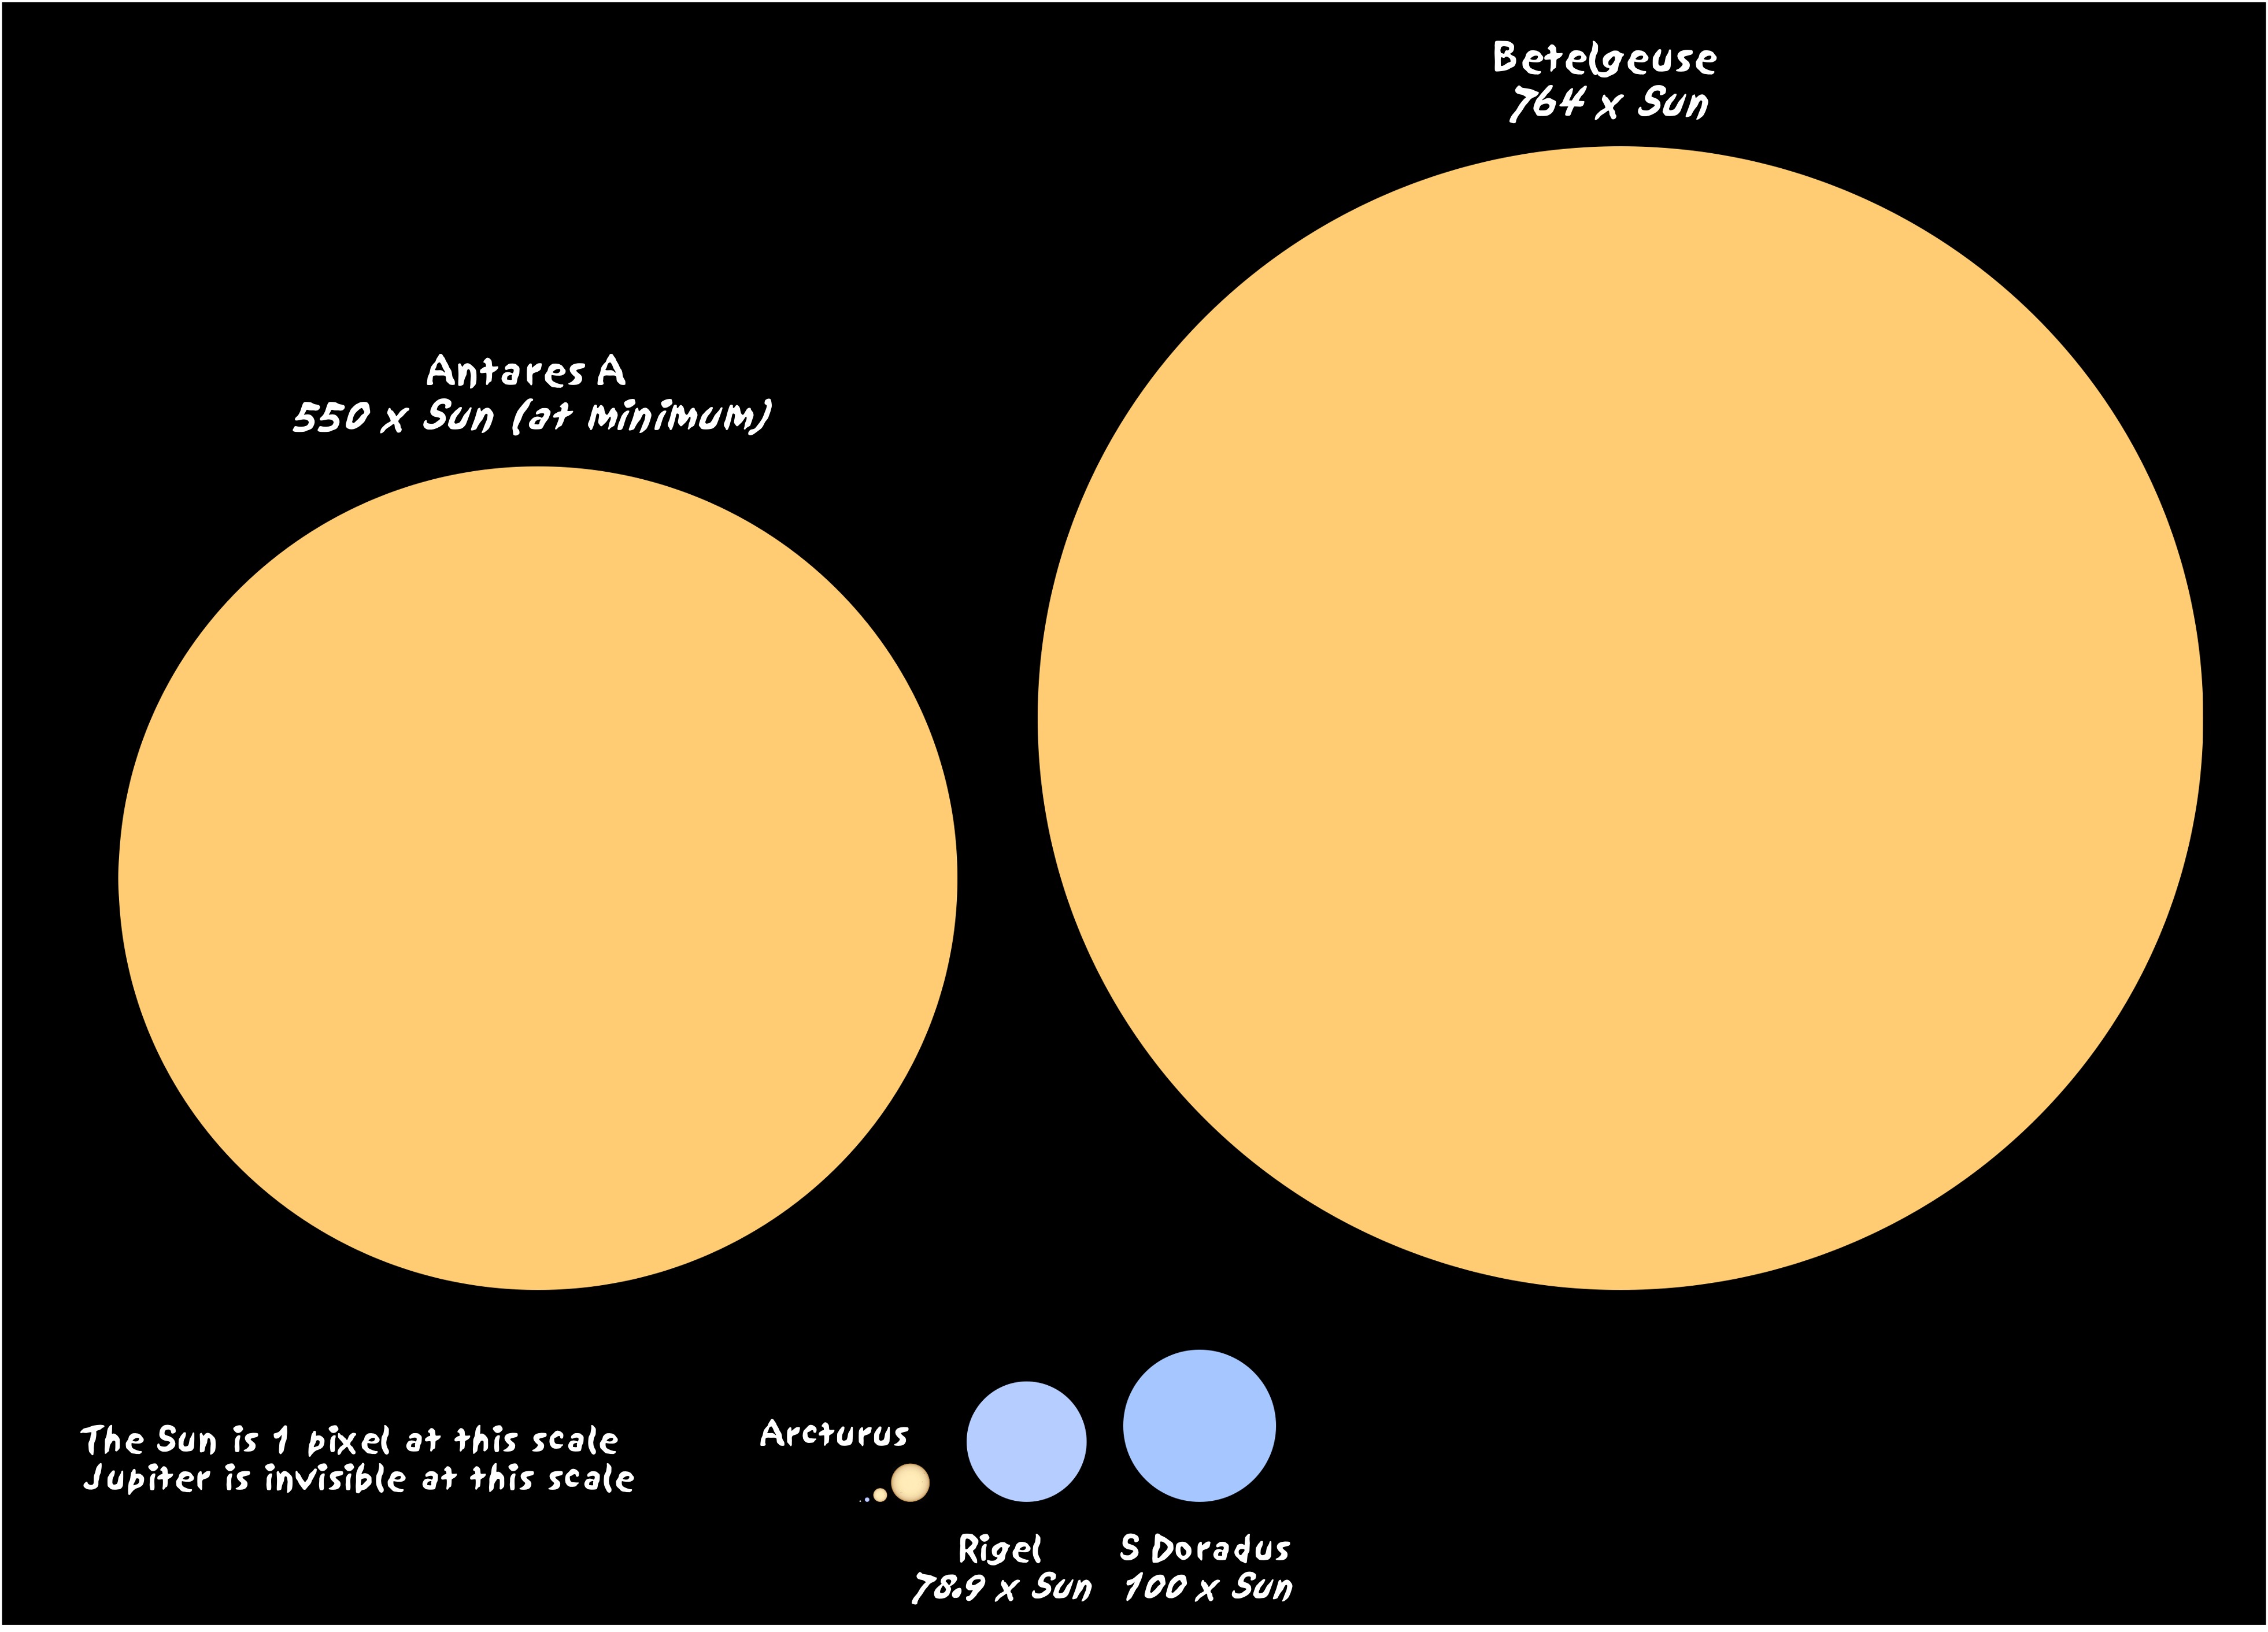 Betelgeuse
764 x Sun
Antares A
550 x Sun (at minimum)
The Sun is 1 pixel at this scale
Jupiter is invisible at this scale
Arcturus
Rigel
78.9 x Sun
S Doradus
100 x Sun